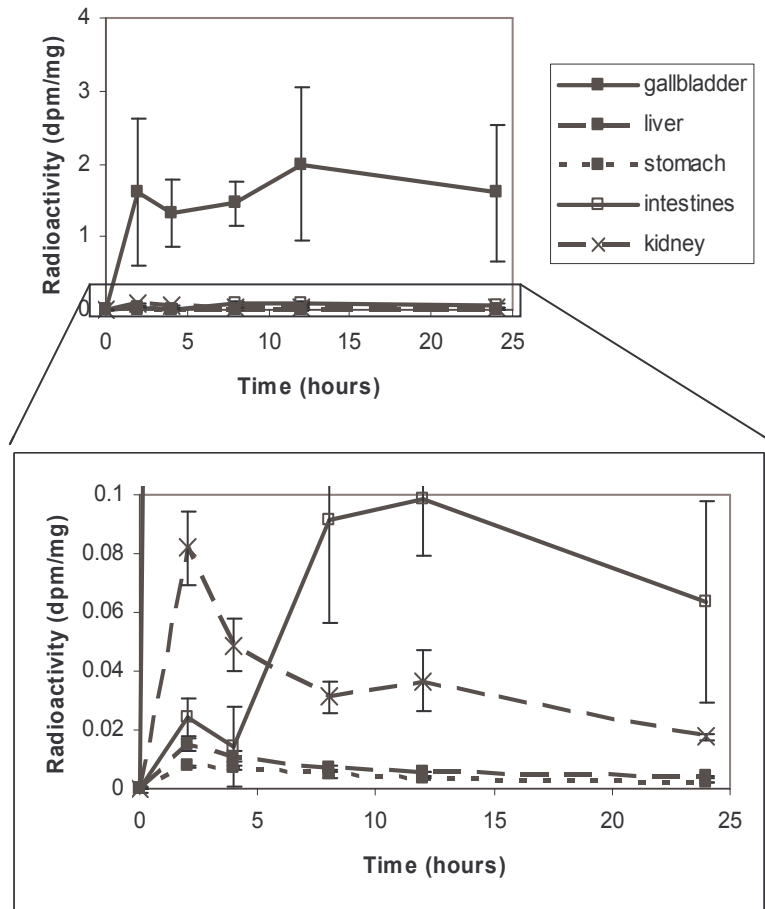 4
3
2
1
0
Radioactivity (dpm/mg)
0 5 10 15 20 25
Time (hours)
gallbladder
liver
stomach
intestines
kidney
0.1
0.08
0.06
0.04
0.02
0
Radioactivity (dpm/mg)
0 5 10 15 20 25
Time (hours)